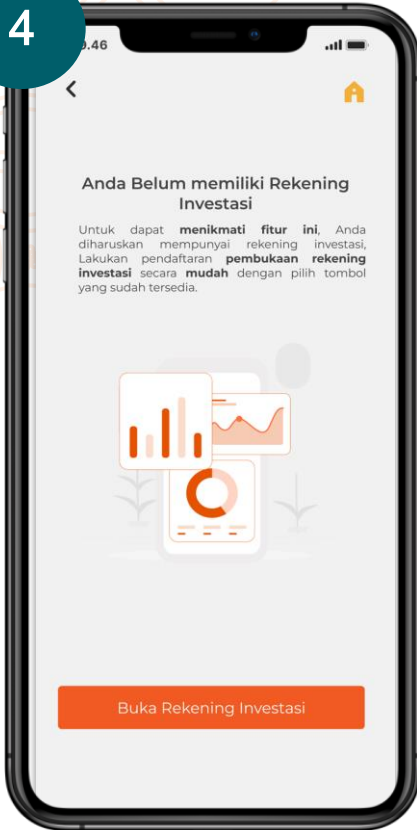 4
9.46
Anda Belum memiliki Rekening
Investasi
Untuk dapat menikmati fitur ini, Anda
diharuskan mempunyai rekening investasi,
Lakukan pendaftaran pembukaan rekening
investasi secara mudah dengan pilih tombol
yang sudah tersedia.
Buka Rekening Investasi